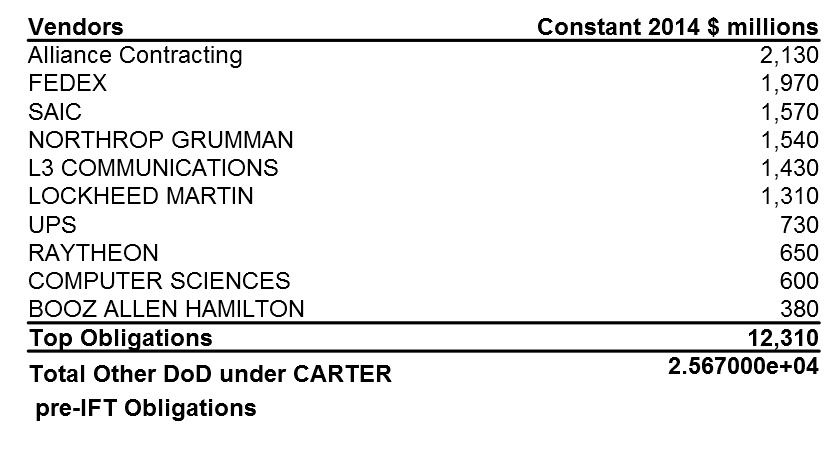 Vendors Constant 2014 $ millions
Alliance Contracting 2,130
FEDEX 1,970
SAIC 1,570
NORTHROP GRUMMAN 1,540
L3 COMMUNICATIONS 1,430
LOCKHEED MARTIN 1,310
UPS 730
RAYTHEON 650
COMPUTER SCIENCES 600
BOOZ ALLEN HAMILTON 380
Top Obligations 12,310
Total Other DoD under CARTER 2.567000e+04
pre-IFT Obligations